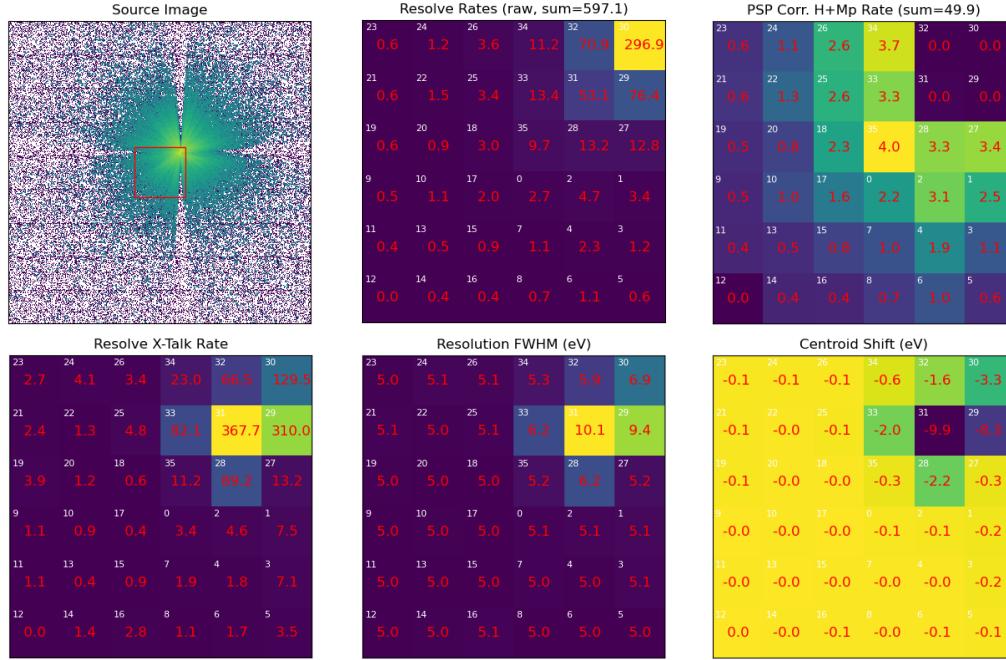 Source Image
Resolve Rates (raw, sum=597.1)
23 24 26 34 32 30
0.6 1.2 3.6 11.2 70.9 296.9
21 22 25 33 31 29
0.6 1.5 3.4 13.4 53.1 76.4
19 20 18 35 28 27
0.6 0.9 3.0 9.7 13.2 12.8
9 10 17 0 2 1
0.5 1.1 2.0 2.7 4.7 3.4
11 13 15 7 4 3
0.4 0.5 0.9 1.1 2.3 1.2
12 14 16 8 6 5
0.0 0.4 0.4 0.7 1.1 0.6
PSP Corr. H+Mp Rate (sum=49.9)
23 24 26 34 32 30
0.6 1.1 2.6 3.7 0.0 0.0
21 22 25 33 31 29
0.6 1.3 2.6 3.3 0.0 0.0
19 20 18 35 28 27
0.5 0.8 2.3 4.0 3.3 3.4
9 10 17 0 2 1
0.5 1.0 1.6 2.2 3.1 2.5
11 13 15 7 4 3
0.4 0.5 0.8 1.0 1.9 1.1
12 14 16 8 6 5
0.0 0.4 0.4 0.7 1.0 0.6
Resolve X-Talk Rate
23 24 26 34 32 30
2.7 4.1 3.4 23.0 66.5 129.5
21 22 25 33 31 29
2.4 1.3 4.8 82.1 367.7 310.0
19 20 18 35 28 27
3.9 1.2 0.6 11.2 89.2 13.2
9 10 17 0 2 1
1.1 0.9 0.4 3.4 4.6 7.5
11 13 15 7 4 3
1.1 0.4 0.9 1.9 1.8 7.1
12 14 16 8 6 5
0.0 1.4 2.8 1.1 1.7 3.5
Resolution FWHM (eV)
23 24 26 34 32 30
5.0 5.1 5.1 5.3 5.9 6.9
21 22 25 33 31 29
5.1 5.0 5.1 6.2 10.1 9.4
19 20 18 35 28 27
5.0 5.0 5.0 5.2 6.2 5.2
9 10 17 0 2 1
5.0 5.0 5.0 5.1 5.1 5.1
11 13 15 7 4 3
5.0 5.0 5.0 5.0 5.0 5.1
12 14 16 8 6 5
5.0 5.0 5.1 5.0 5.0 5.0
Centroid Shift (eV)
23 24 26 34 32 30
-0.1 -0.1 -0.1 -0.6 -1.6 -3.3
21 22 25 33 31 29
-0.1 -0.0 -0.1 -2.0 -9.9
19 20 18 35 28 27
-0.1 -0.0 -0.0 -0.3 -2.2 -0.3
9 10 17 0 2 1
-0.0 -0.0 -0.0 -0.1 -0.1 -0.2
11 13 15 7 4 3
-0.0 -0.0 -0.0 -0.0 -0.0 -0.2
12 14 16 8 6 5
0.0 -0.0 -0.1 -0.0 -0.1 -0.1